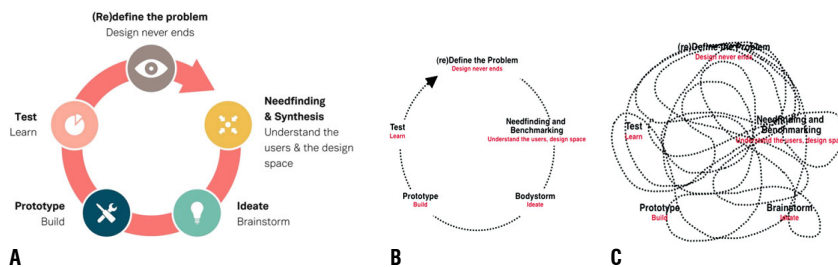 (Re)define the problem
Design never ends
Needfinding
& Synthesis
Understand the
users & the design
space
Ideate
Brainstorm
Prototype
Build
Test
Learn
A
(re)Define the Problem
Design never ends
Needfinding and
Benchmarking
Understand the users, design space
Bodystorm
Ideate
Prototype
Build
Test
Learn
B
(re)Define the Problem
Design never ends
Needfinding and
Benchmarking
Understand the users, design spac
Brainstorm
Ideate
Prototype
Build
Test
Learn
C